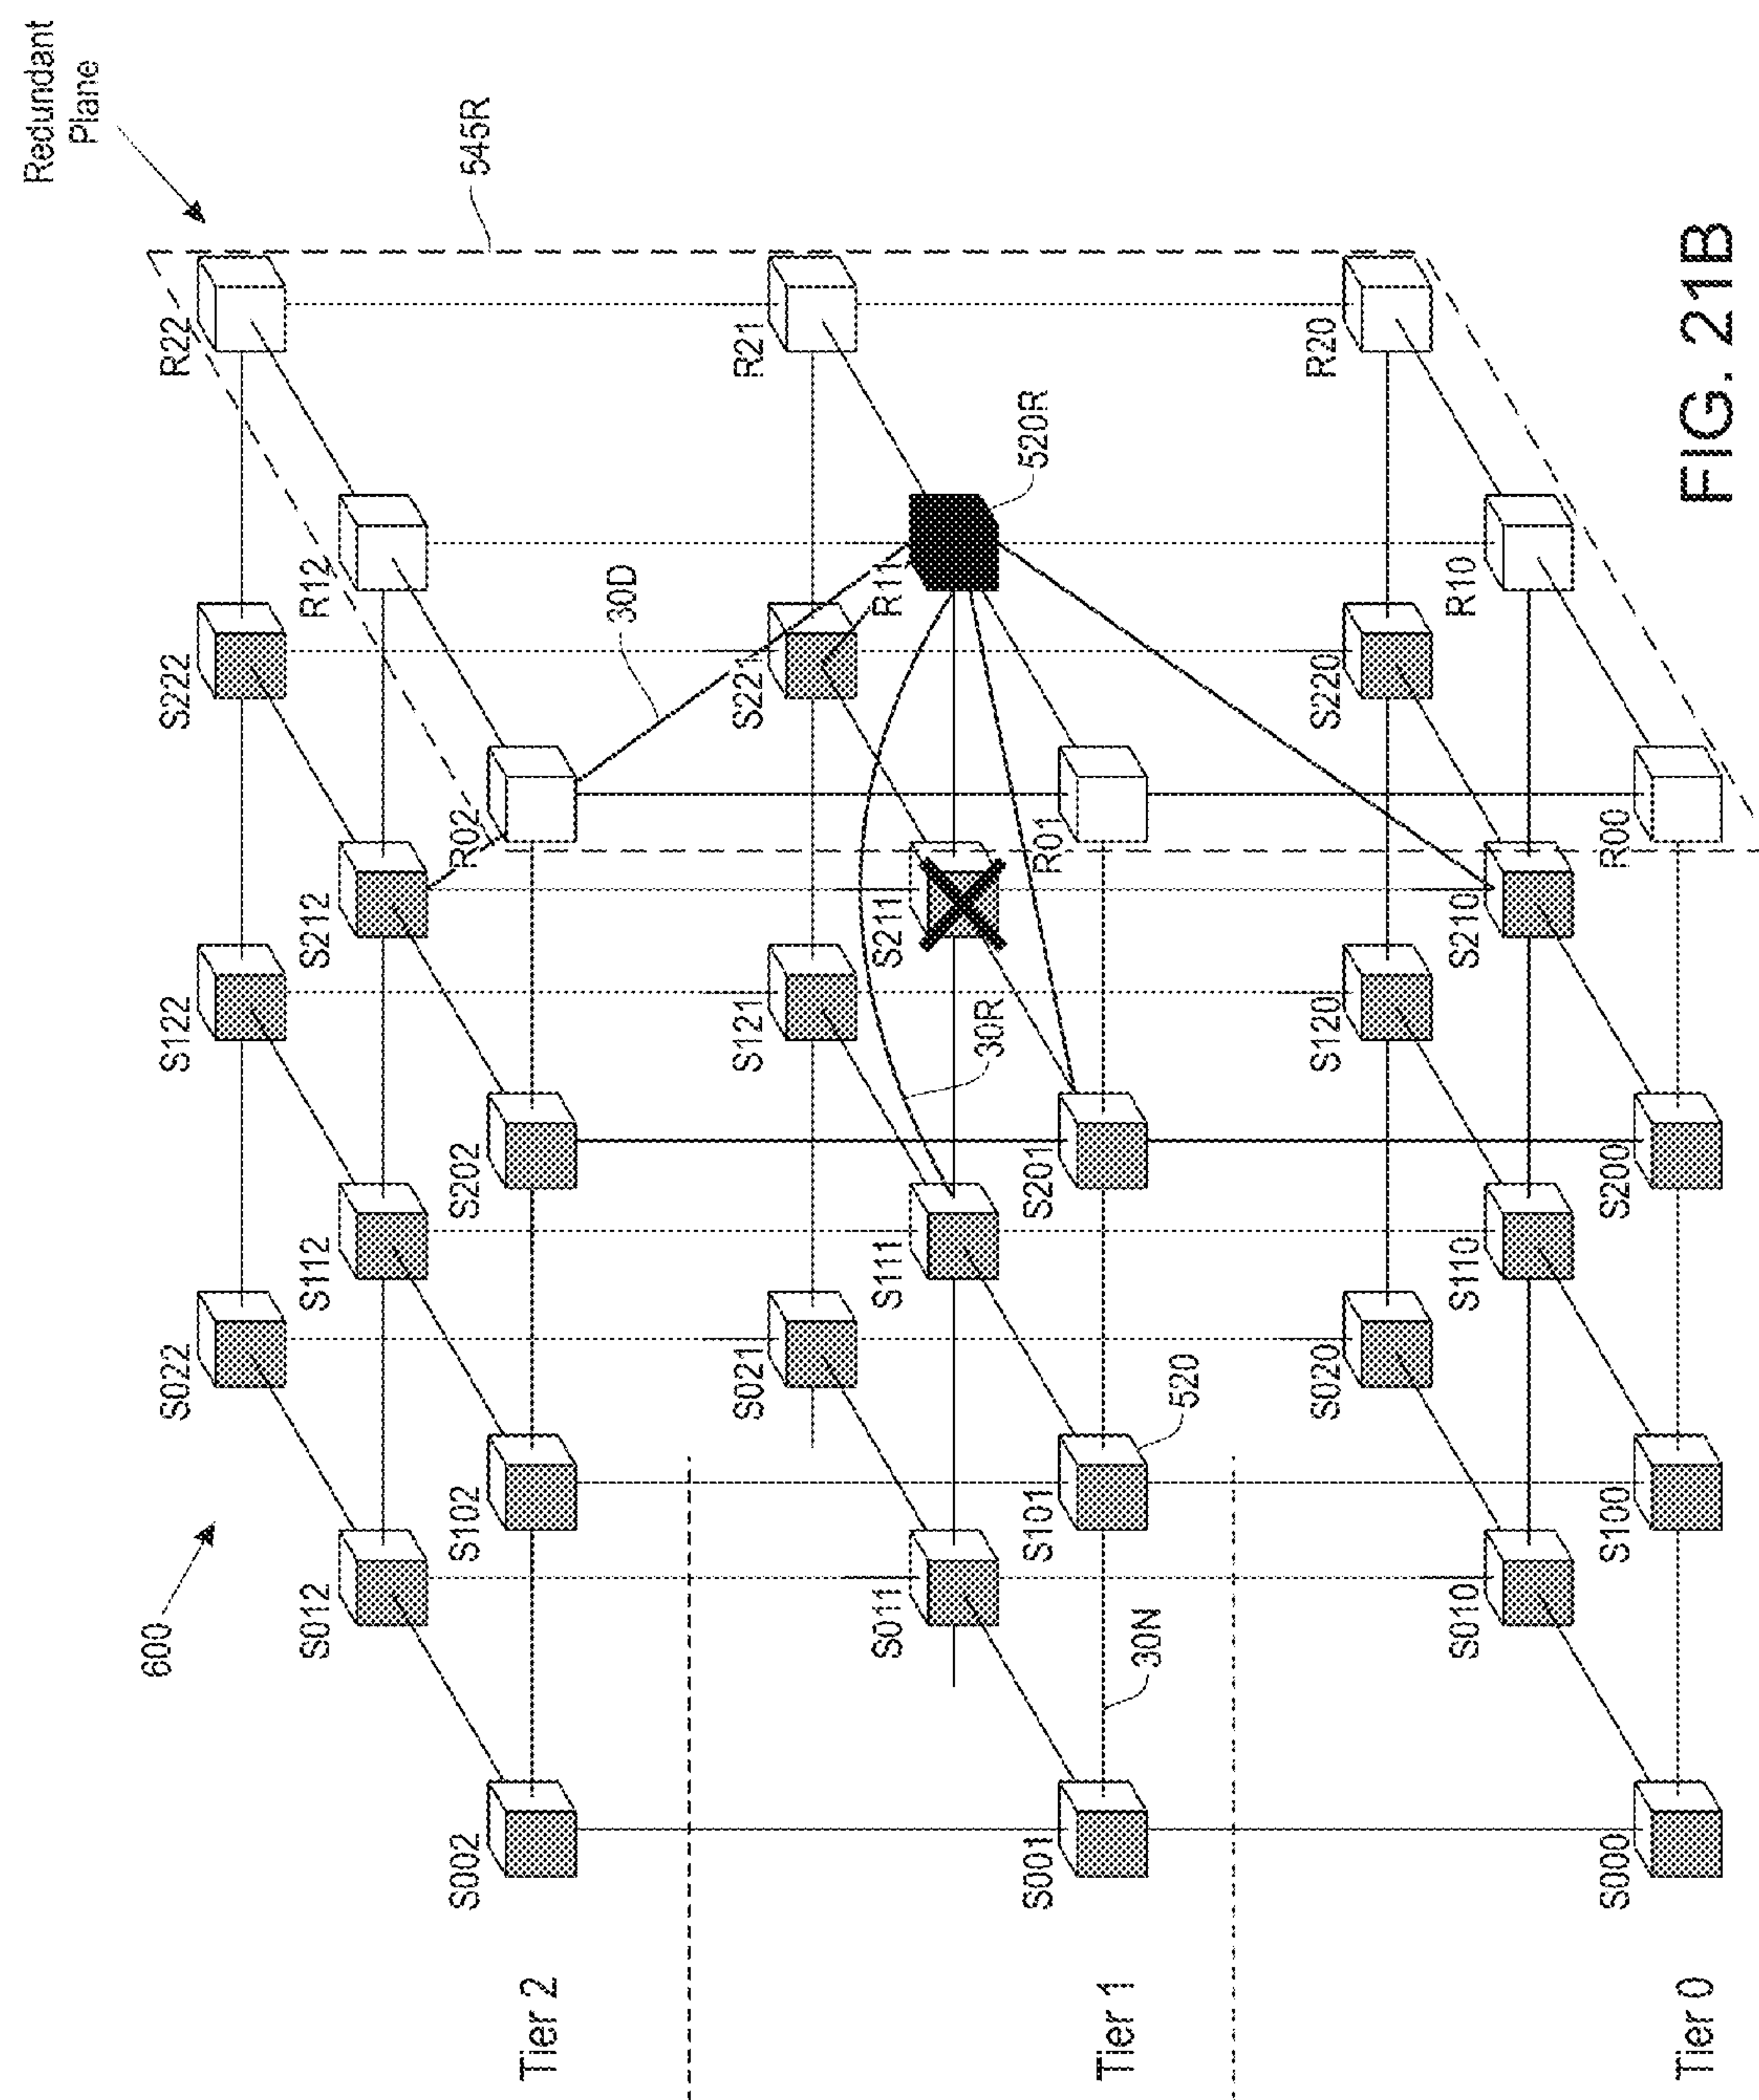 Redundant
Plane
600
S022
S122
S222
R22
S012
S112
S212
R12
S002
S102
S202
R02
545R
Tier 2
30D
S021
S121
S221
R21
S011
S111
S211
R11
30R
520R
S001
S101
S201
R01
Tier 1
30N
520
S020
S120
S220
R20
S010
S110
S210
R10
S000
S100
S200
R00
Tier 0
FIG. 21B